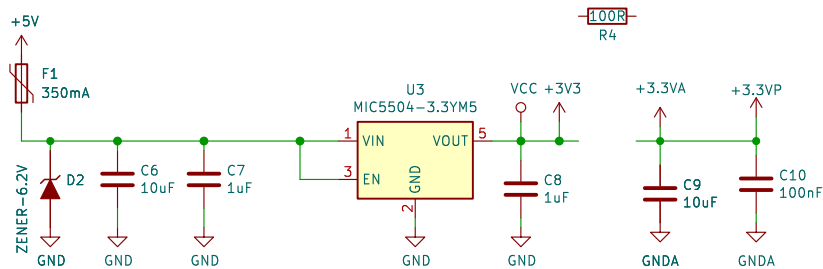 +5V
F1
350mA
ZENER-6.2V
D2
C6
10uF
C7
1uF
U3
MIC5504-3.3YM5
1
VIN
VOUT
5
3
EN
GND
2
VCC
+3V3
C8
1uF
100R
R4
+3.3VA
+3.3VP
C9
10uF
C10
100nF
GND
GND
GND
GND
GND
GNDA
GNDA